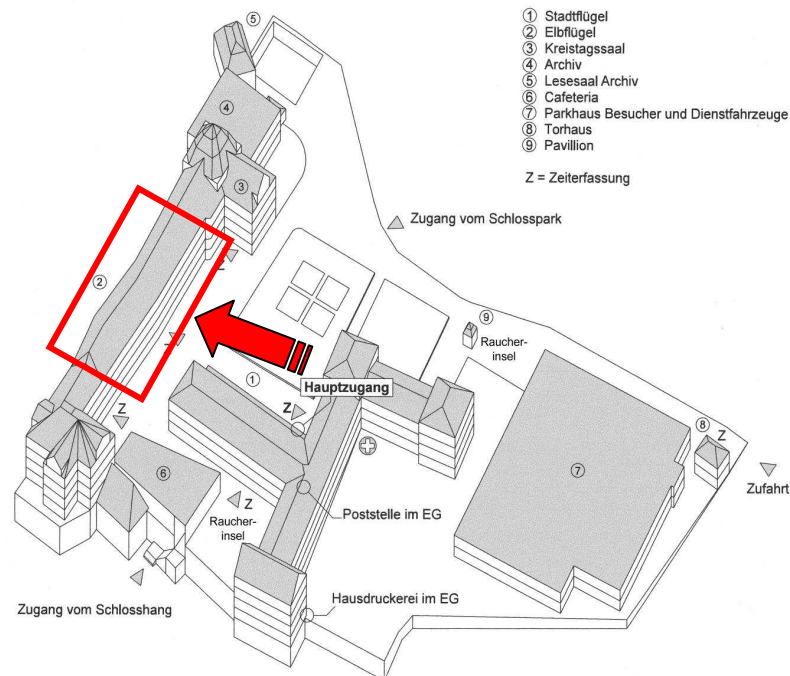 ① Stadtflügel
② Elbflügel
③ Kreistagssaal
④ Archiv
⑤ Lesesaal Archiv
⑥ Cafeteria
⑦ Parkhaus Besucher und Dienstfahrzeuge
⑧ Torhaus
⑨ Pavillion
Z = Zeiterfassung
⑤
④
③
Zugang vom Schlosspark
Z
②
⑨
Raucher-
insel
①
Hauptzugang
Z
Z
⑧
Z
⑥
⑦
Zufahrt
Z
Raucher-
insel
Poststelle im EG
Zugang vom Schlosshang
Hausdruckerei im EG